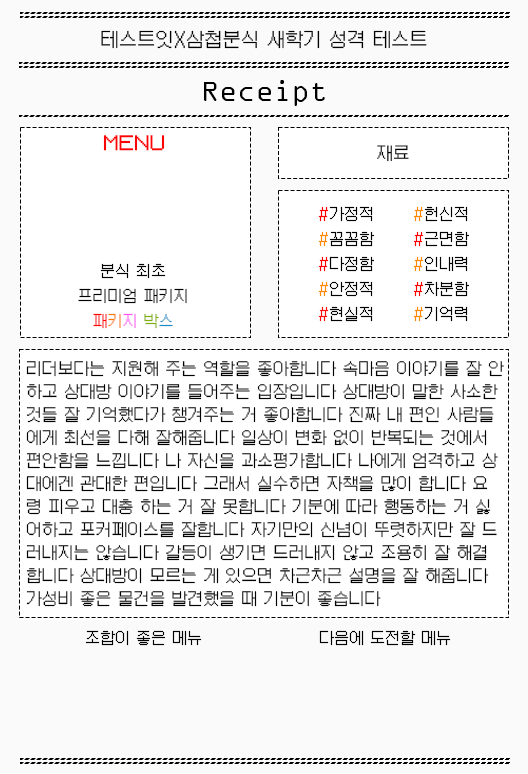 테스트잇X삼첩분식 새학기 성격 테스트
Receipt
MENU
분식 최초
프리미엄 패키지
패키지 박스
재료
#가정적 #헌신적
#꼼꼼함 #근면함
#다정함 #인내력
#안정적 #차분함
#현실적 #기억력
리더보다는 지원해 주는 역할을 좋아합니다 속마음 이야기를 잘 안
하고 상대방 이야기를 들어주는 입장입니다 상대방이 말한 사소한
것들 잘 기억했다가 챙겨주는 거 좋아합니다 진짜 내 편인 사람들
에게 최선을 다해 잘해줍니다 일상이 변화 없이 반복되는 것에서
편안함을 느낍니다 나 자신을 과소평가합니다 나에게 엄격하고 상
대에겐 관대한 편입니다 그래서 실수하면 자책을 많이 합니다 요
령 피우고 대충 하는 거 잘 못합니다 기분에 따라 행동하는 거 싫
어하고 포커페이스를 잘합니다 자기만의 신념이 뚜렷하지만 잘 드
러내지는 않습니다 갈등이 생기면 드러내지 않고 조용히 잘 해결
합니다 상대방이 모르는 게 있으면 차근차근 설명을 잘 해줍니다
가성비 좋은 물건을 발견했을 때 기분이 좋습니다
조합이 좋은 메뉴
다음에 도전할 메뉴